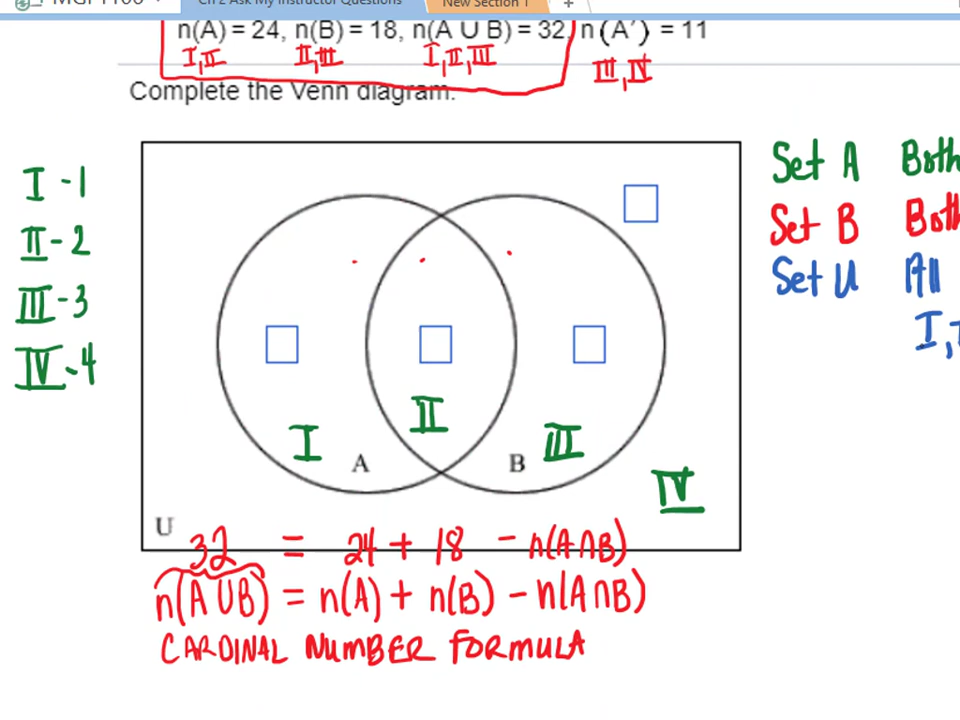 Ch 2 Ask My Instructor Questions New Section 1 +
n(A) = 24, n(B) = 18, n(A ∪ B) = 32, n(A′) = 11
I,II II,III I,II,III III,IV
Complete the Venn diagram.
I - 1
II - 2
III - 3
IV - 4
Set A Both
Set B Both
Set U All
I,
I
II
III
A
B
IV
U
32 = 24 + 18 - n(A∩B)
n(A∪B) = n(A) + n(B) - n(A∩B)
CARDINAL NUMBER FORMULA